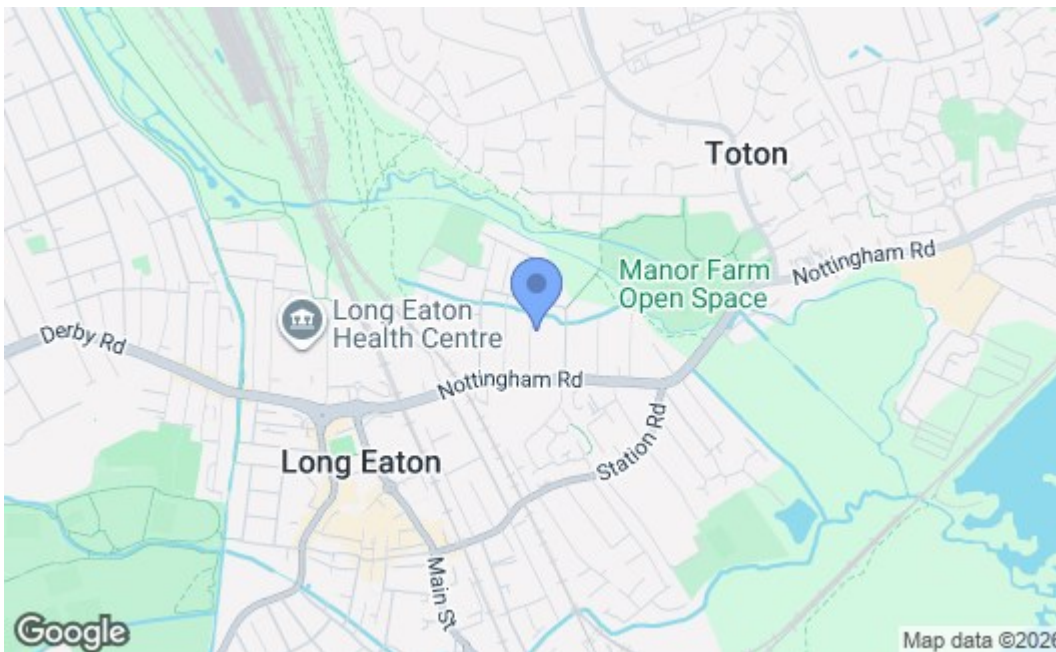 Toton
Nottingham Rd
Manor Farm
Open Space
Long Eaton
Health Centre
Derby Rd
Nottingham Rd
Station Rd
Long Eaton
Main St
Google
Map data ©2026